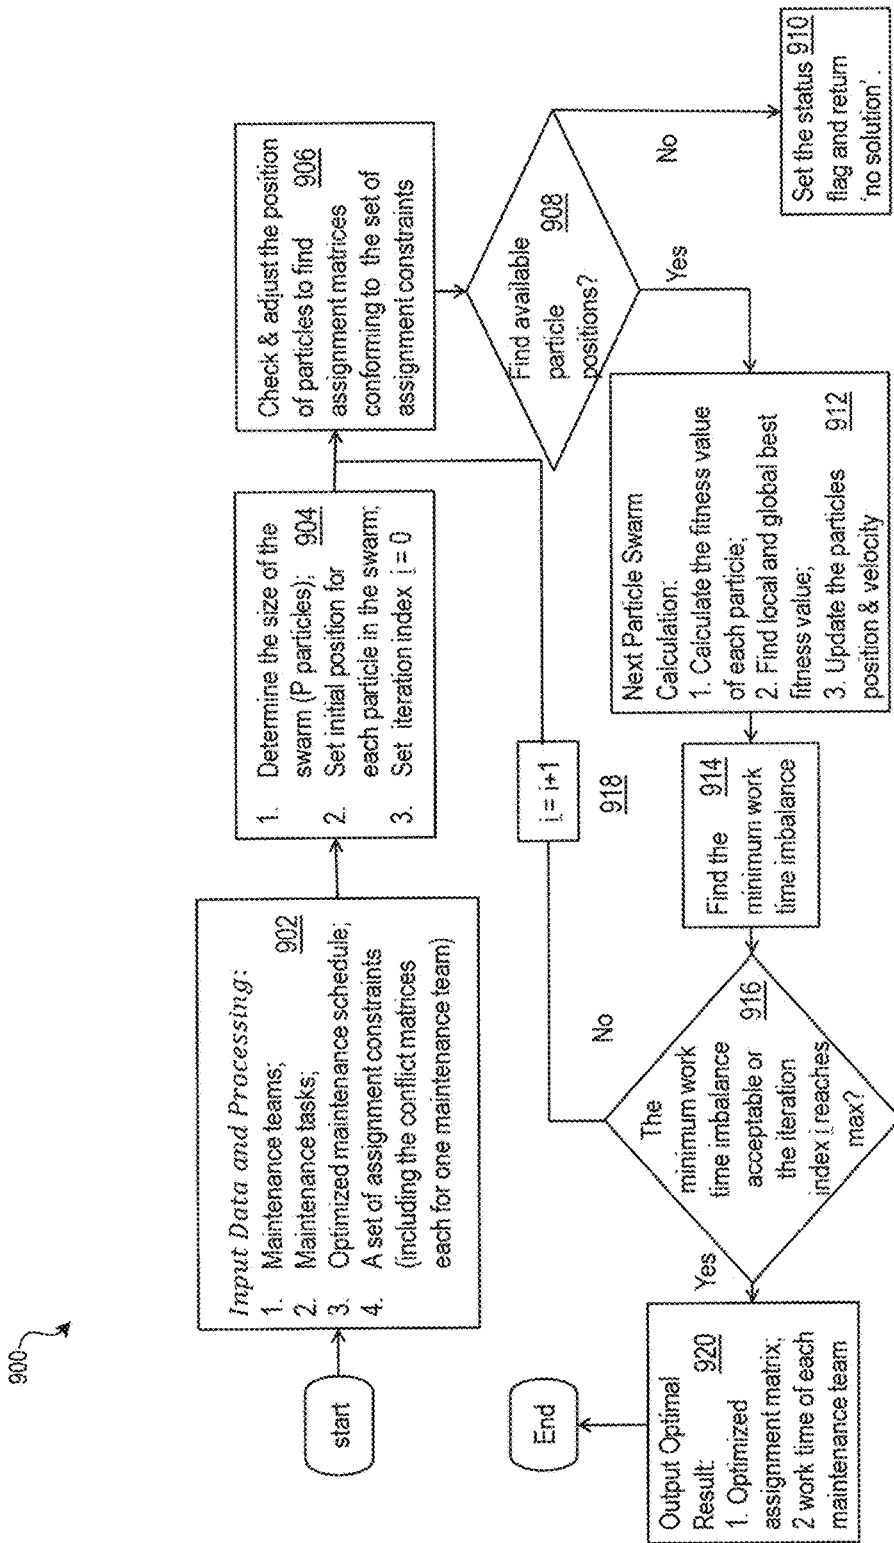 900
start
Input Data and Processing:
1. Maintenance teams;
902
2. Maintenance tasks;
3. Optimized maintenance schedule;
4. A set of assignment constraints
(including the conflict matrices
each for one maintenance team)
1. Determine the size of the
swarm (P particles); 904
2. Set initial position for
each particle in the swarm;
3. Set iteration index i = 0
Check & adjust the position
of particles to find 906
assignment matrices
conforming to the set of
assignment constraints
Find available
908
particle
positions?
No
Yes
Set the status 910
flag and return
'no solution'.
Next Particle Swarm
Calculation:
1. Calculate the fitness value
of each particle;
2. Find local and global best
fitness value; 912
3. Update the particles
position & velocity
Find the 914
minimum work
time imbalance
The
916
minimum work
time imbalance
acceptable or
the iteration
index i reaches
max?
No
i = i+1
918
Yes
Output Optimal
Result: 920
1. Optimized
assignment matrix;
2 work time of each
maintenance team
End